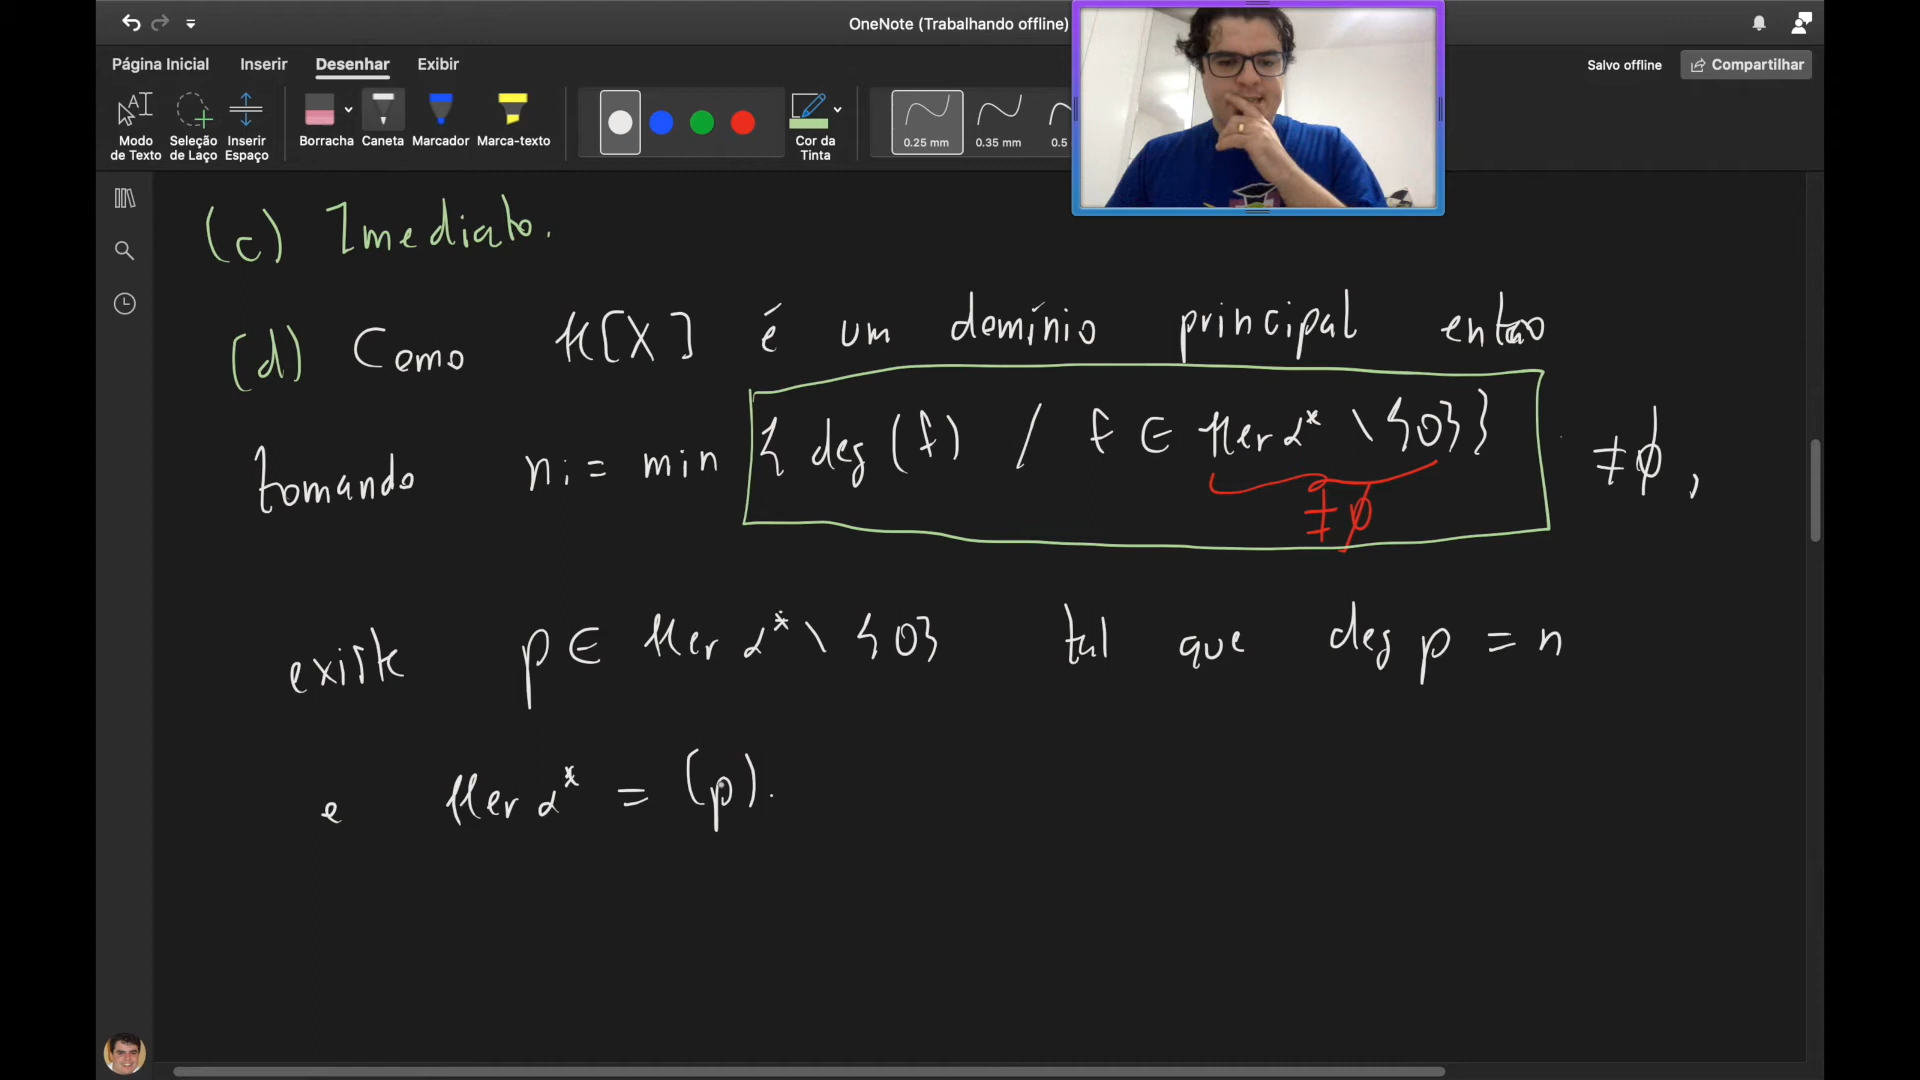 OneNote (Trabalhando offline)
Página Inicial Inserir Desenhar Exibir
Salvo offline Compartilhar
Modo de Texto
Seleção de Laço
Inserir Espaço
Borracha Caneta Marcador Marca-texto
Cor da Tinta
0.25 mm 0.35 mm 0.5
(c) Imediato.
(d) Como K[X] é um domínio principal então
tomando n := min { deg(f) / f ∈ Ker α* \ {0} } ≠ ∅,
≠ ∅
existe p ∈ Ker α* \ {0} tal que deg p = n
e Ker α* = (p).